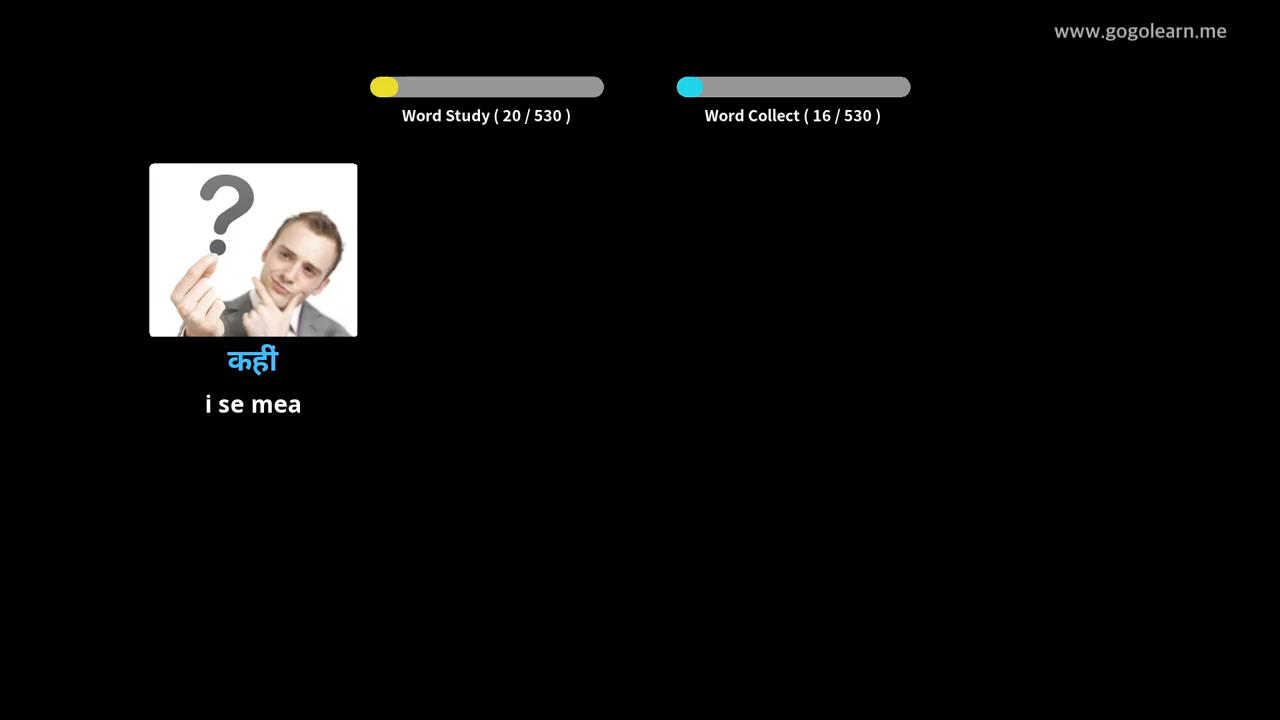 www.gogolearn.me
Word Study ( 20 / 530 )
Word Collect ( 16 / 530 )
?
कहीं
i se mea